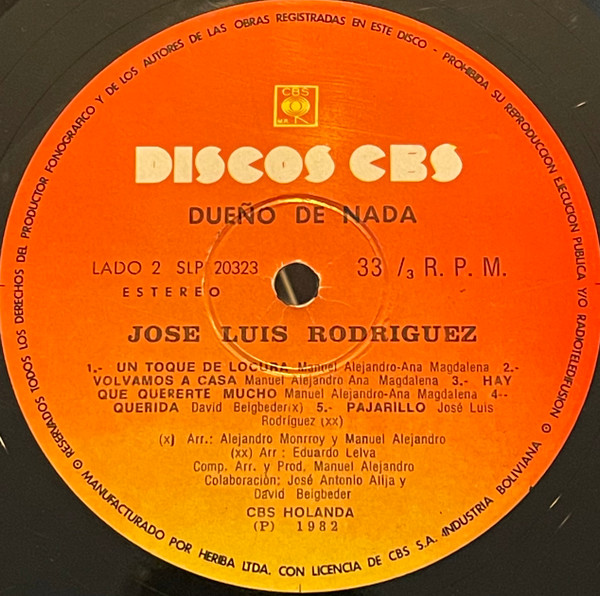 ® RESERVADOS TODOS LOS DERECHOS DEL PRODUCTOR FONOGRAFICO Y DE LOS AUTORES DE LAS OBRAS REGISTRADAS EN ESTE DISCO - PROHIBIDA SU REPRODUCCION EJECUCION PUBLICA Y/O RADIOTELEDIFUSION ®
CBS
M.R.
DISCOS CBS
DUEÑO DE NADA
LADO 2 SLP 20323
33 /3 R. P. M.
ESTEREO
JOSE LUIS RODRIGUEZ
1.- UN TOQUE DE LOCURA Manuel Alejandro-Ana Magdalena 2.-
VOLVAMOS A CASA Manuel Alejandro Ana Magdalena 3.- HAY
QUE QUERERTE MUCHO Manuel Alejandro-Ana Magdalena 4--
QUERIDA David Beigbeder(x) 5.- PAJARILLO José Luis
Rodríguez (xx)
(x) Arr.: Alejandro Monrroy y Manuel Alejandro
(xx) Arr : Eduardo Leiva
Comp. Arr. y Prod, Manuel Alejandro
Colaboración: José Antonio Allja y
David Beigbeder
CBS HOLANDA
(P) 1982
MANUFACTURADO POR HERIBA LTDA. CON LICENCIA DE CBS S.A. INDUSTRIA BOLIVIANA